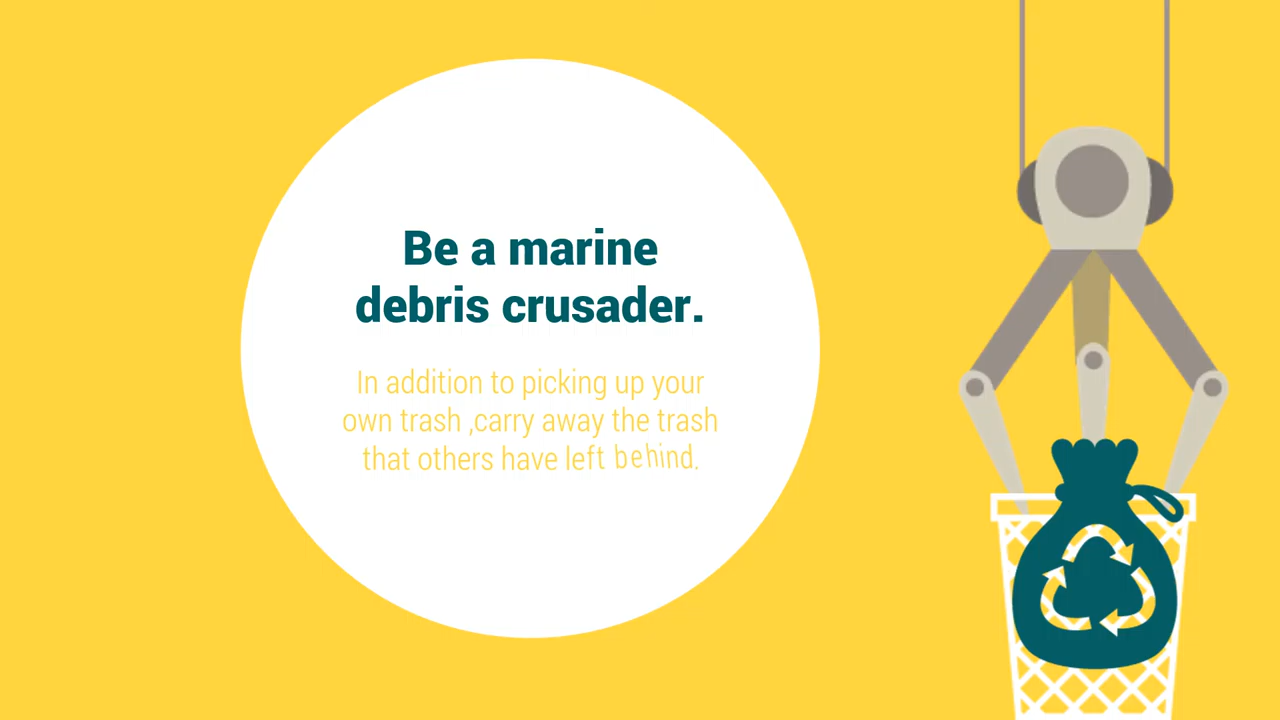 Be a marine
debris crusader.
In addition to picking up your
own trash ,carry away the trash
that others have left behind.